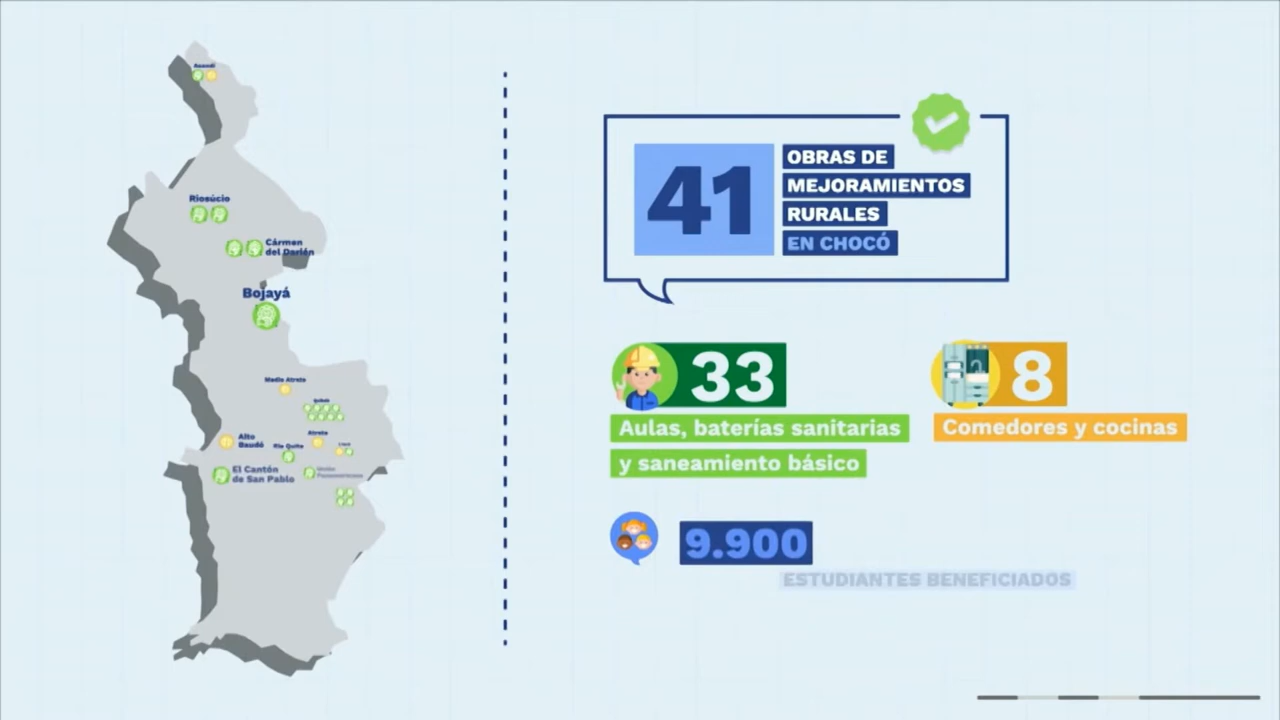 Acandí
Riosúcio
Cármen
del Darién
Bojayá
Medio Atrato
Quibdó
Atrato
Alto
Baudó
Río Quito
Lloró
El Cantón
de San Pablo
Unión
Panamericana
41
OBRAS DE
MEJORAMIENTOS
RURALES
EN CHOCÓ
33
Aulas, baterías sanitarias
y saneamiento básico
8
Comedores y cocinas
9.900
ESTUDIANTES BENEFICIADOS